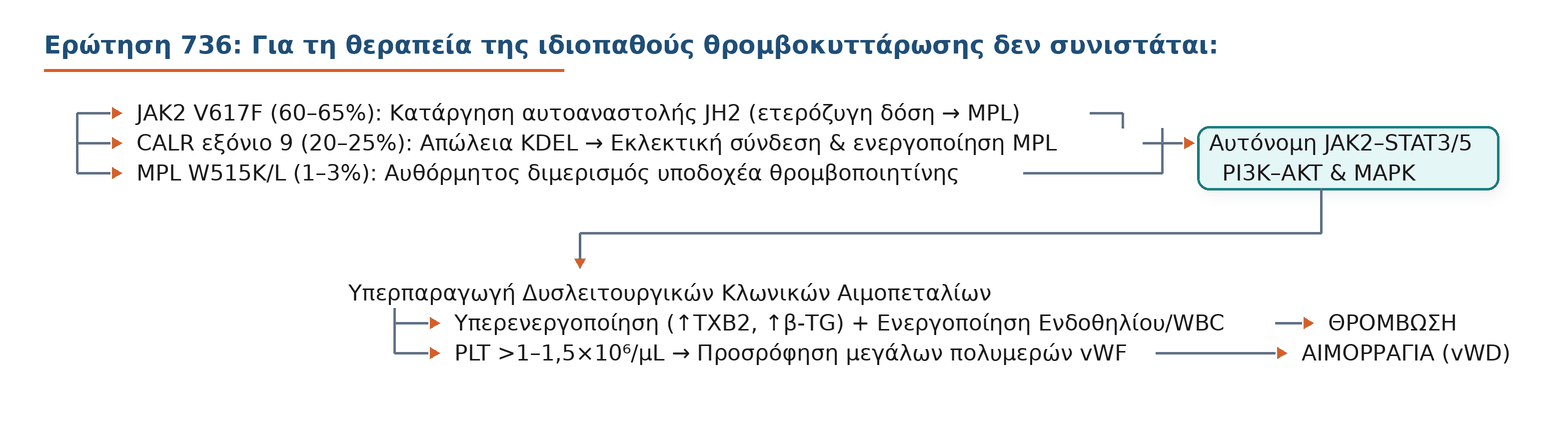 Ερώτηση 736: Για τη θεραπεία της ιδιοπαθούς θρομβοκυττάρωσης δεν συνιστάται:
JAK2 V617F (60–65%): Κατάργηση αυτοαναστολής JH2 (ετερόζυγη δόση → MPL)
CALR εξόνιο 9 (20–25%): Απώλεια KDEL → Εκλεκτική σύνδεση & ενεργοποίηση MPL
MPL W515K/L (1–3%): Αυθόρμητος διμερισμός υποδοχέα θρομβοποιητίνης
Αυτόνομη JAK2–STAT3/5
PI3K–AKT & MAPK
Υπερπαραγωγή Δυσλειτουργικών Κλωνικών Αιμοπεταλίων
Υπερενεργοποίηση (↑TXB2, ↑β-TG) + Ενεργοποίηση Ενδοθηλίου/WBC
ΘΡΟΜΒΩΣΗ
PLT >1–1,5×10⁶/μL → Προσρόφηση μεγάλων πολυμερών vWF
ΑΙΜΟΡΡΑΓΙΑ (vWD)